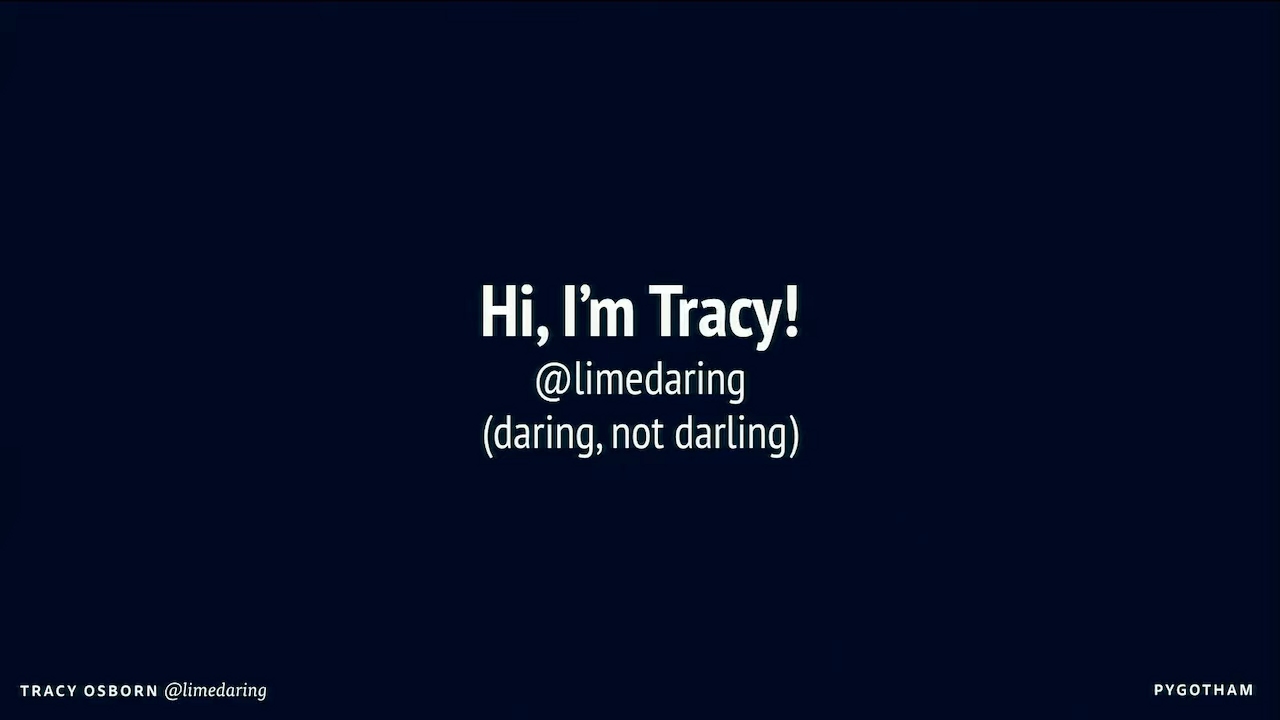 Hi, I’m Tracy!
@limedaring
(daring, not darling)
TRACY OSBORN @limedaring
PYGOTHAM